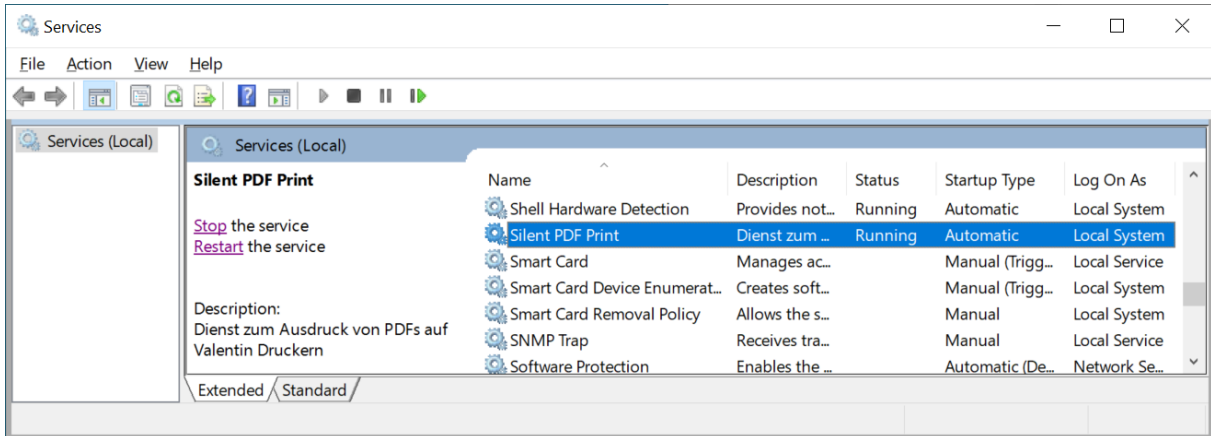 Services
File Action View Help
Services (Local)
Services (Local)
Silent PDF Print
Stop the service
Restart the service
Description:
Dienst zum Ausdruck von PDFs auf
Valentin Druckern
Name Description Status Startup Type Log On As
Shell Hardware Detection Provides not... Running Automatic Local System
Silent PDF Print Dienst zum ... Running Automatic Local System
Smart Card Manages ac... Manual (Trigg... Local Service
Smart Card Device Enumerat... Creates soft... Manual (Trigg... Local System
Smart Card Removal Policy Allows the s... Manual Local System
SNMP Trap Receives tra... Manual Local Service
Software Protection Enables the ... Automatic (De... Network Se...
Extended Standard